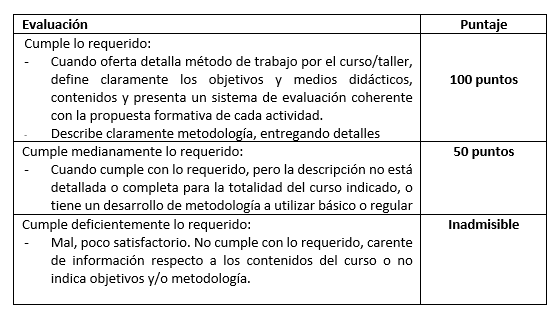 Evaluación Puntaje
Cumple lo requerido:
- Cuando oferta detalla método de trabajo por el curso/taller,
define claramente los objetivos y medios didácticos,
contenidos y presenta un sistema de evaluación coherente
con la propuesta formativa de cada actividad.
- Describe claramente metodología, entregando detalles
100 puntos
Cumple medianamente lo requerido:
- Cuando cumple con lo requerido, pero la descripción no está
detallada o completa para la totalidad del curso indicado, o
tiene un desarrollo de metodología a utilizar básico o regular
50 puntos
Cumple deficientemente lo requerido:
- Mal, poco satisfactorio. No cumple con lo requerido, carente
de información respecto a los contenidos del curso o no
indica objetivos y/o metodología.
Inadmisible